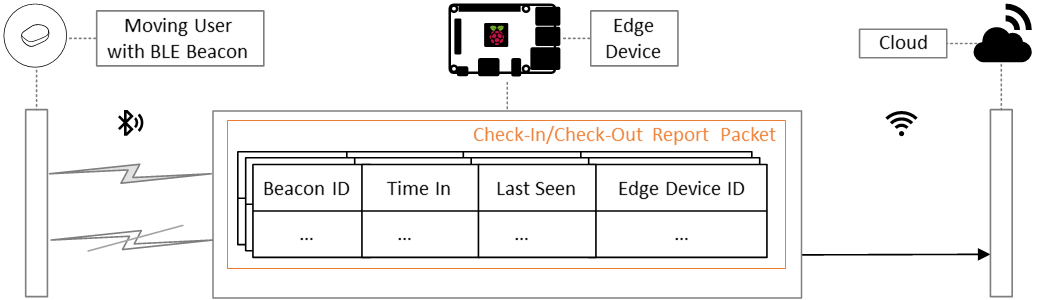 Moving User
with BLE Beacon
Edge
Device
Cloud
Check-In/Check-Out Report Packet
Beacon ID
Time In
Last Seen
Edge Device ID
...
...
...
...